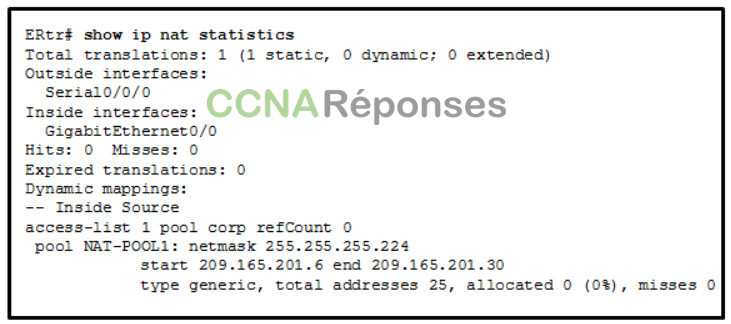 ERtr# show ip nat statistics
Total translations: 1 (1 static, 0 dynamic; 0 extended)
Outside interfaces:
Serial0/0/0
CCNARéponses
Inside interfaces:
GigabitEthernet0/0
Hits: 0 Misses: 0
Expired translations: 0
Dynamic mappings:
-- Inside Source
access-list 1 pool corp refCount 0
pool NAT-POOL1: netmask 255.255.255.224
start 209.165.201.6 end 209.165.201.30
type generic, total addresses 25, allocated 0 (0%), misses 0